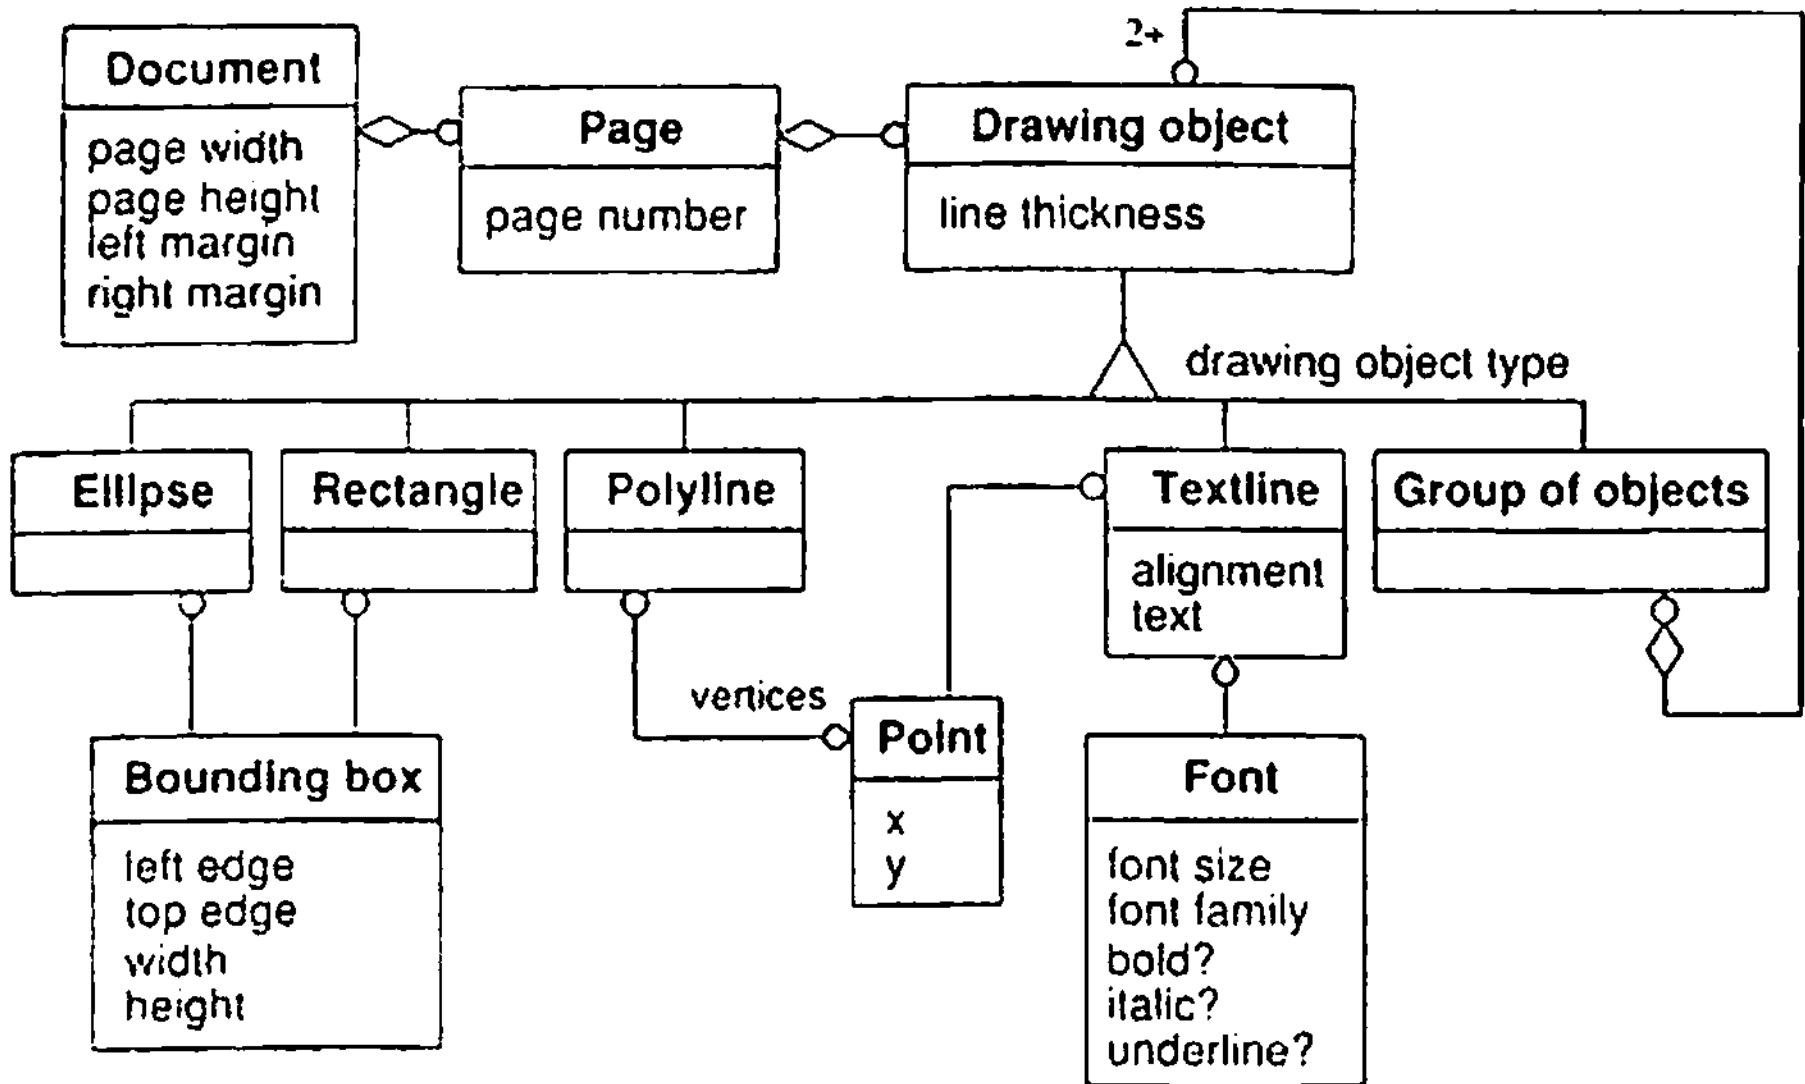 2+
Document
page width
page height
left margin
right margin
Page
page number
Drawing object
line thickness
drawing object type
Ellipse
Rectangle
Polyline
Textline
alignment
text
Group of objects
vertices
Bounding box
left edge
top edge
width
height
Point
x
y
Font
font size
font family
bold?
italic?
underline?